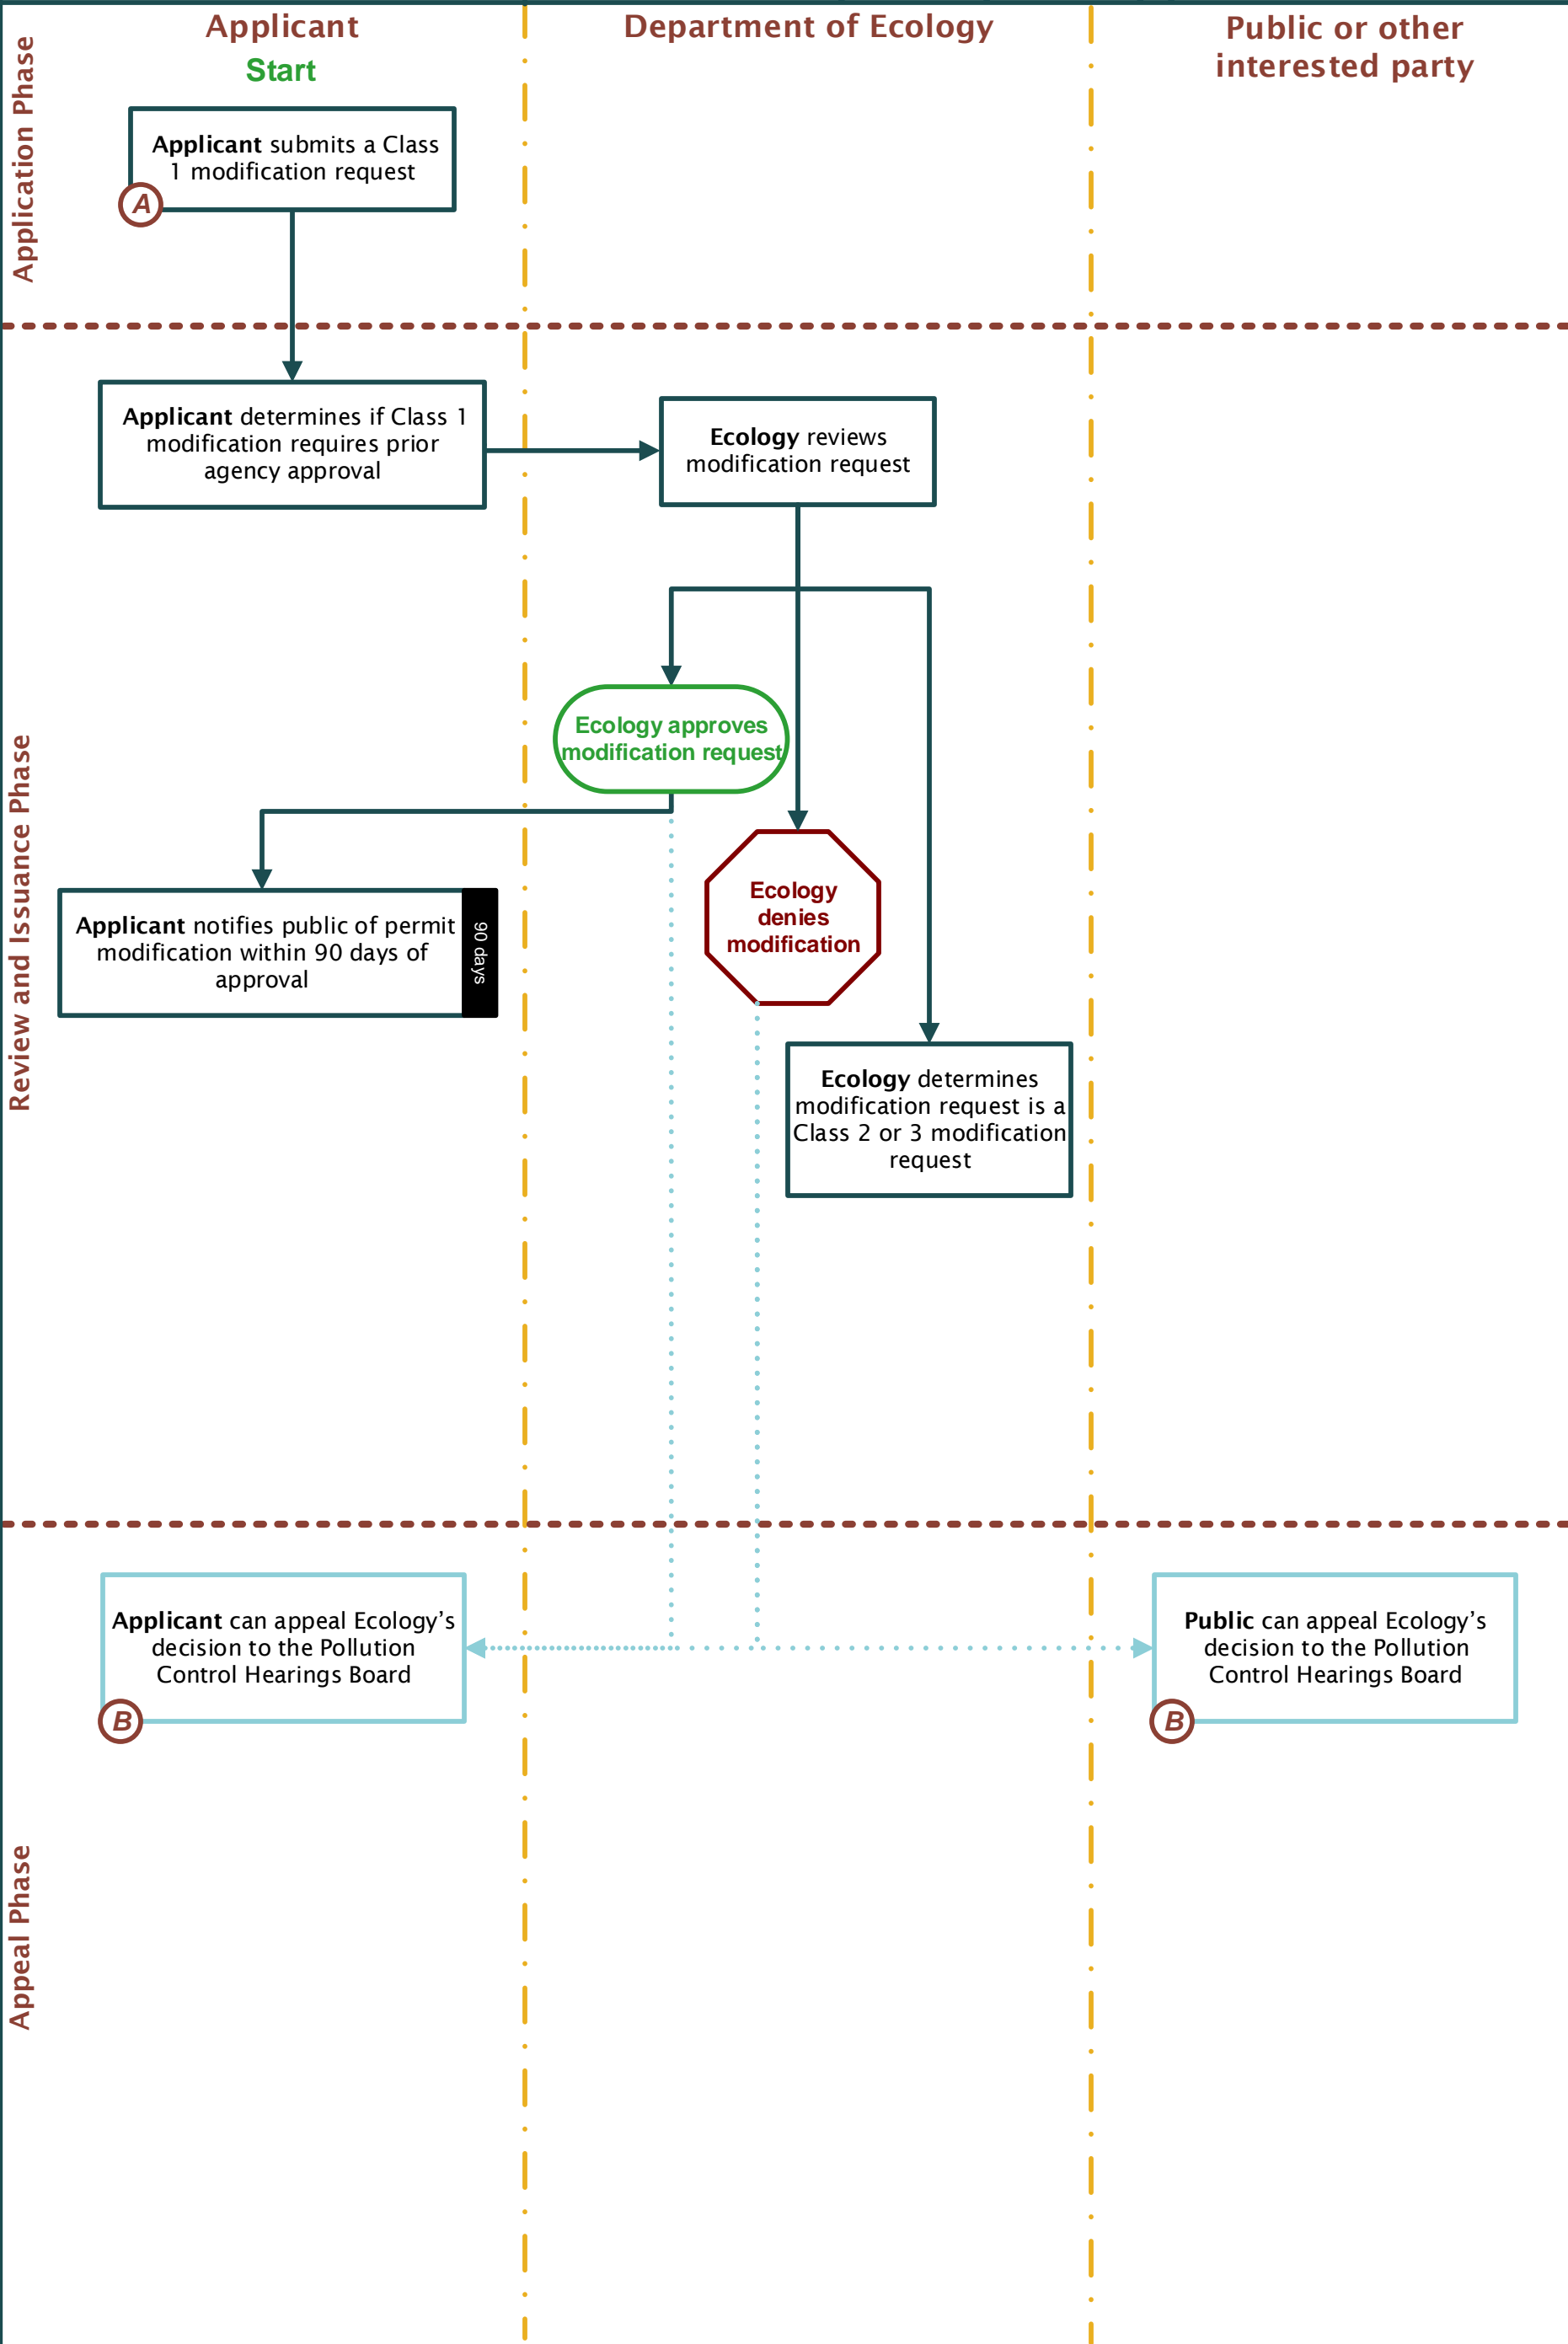 Applicant
Department of Ecology
Public or other
interested party
Start
Application Phase
Applicant submits a Class
1 modification request
A
Review and Issuance Phase
Applicant determines if Class 1
modification requires prior
agency approval
Ecology reviews
modification request
Ecology approves
modification request
Ecology
denies
modification
Applicant notifies public of permit
modification within 90 days of
approval
90 days
Ecology determines
modification request is a
Class 2 or 3 modification
request
Appeal Phase
Applicant can appeal Ecology’s
decision to the Pollution
Control Hearings Board
B
Public can appeal Ecology’s
decision to the Pollution
Control Hearings Board
B